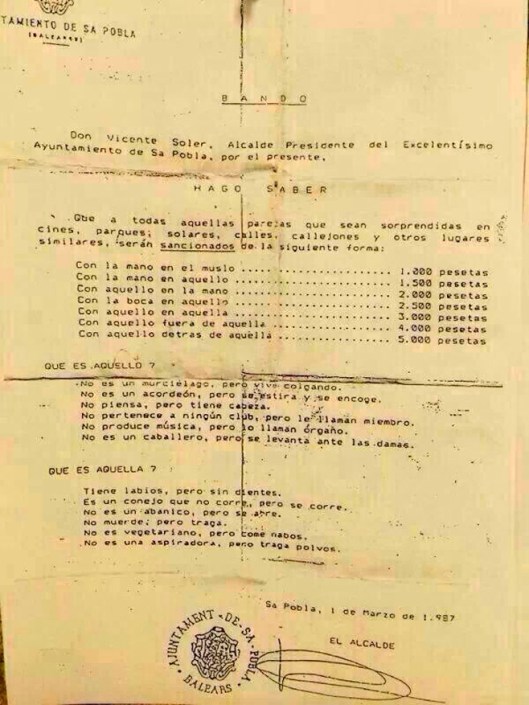 TAMIENTO DE SA POBLA
(BALEARES)
BANDO
Don Vicente Soler, Alcalde Presidente del Excelentísimo
Ayuntamiento de Sa Pobla, por el presente,
HAGO SABER
Que a todas aquellas parejas que sean sorprendidas en
cines, parques, solares, calles, callejones y otros lugares
similares, serán sancionados de la siguiente forma:
Con la mano en el muslo .................... 1.000 pesetas
Con la mano en aquello ..................... 1.500 pesetas
Con aquello en la mano ..................... 2.000 pesetas
Con la boca en aquello ..................... 2.500 pesetas
Con aquello en aquella ..................... 3.000 pesetas
Con aquello fuera de aquella ............... 4.000 pesetas
Con aquello detras de aquella .............. 5.000 pesetas
QUE ES AQUELLO ?
No es un murciélago, pero vive colgando.
No es un acordeón, pero se estira y se encoge.
No piensa, pero tiene cabeza.
No pertenece a ningún club, pero le llaman miembro.
No produce música, pero lo llaman órgano.
No es un caballero, pero se levanta ante las damas.
QUE ES AQUELLA ?
Tiene labios, pero sin dientes.
Es un conejo que no corre, pero se corre.
No es un abanico, pero se abre.
No muerde, pero traga.
No es vegetariano, pero come nabos.
No es una aspiradora, pero traga polvos.
Sa Pobla, 1 de Marzo de 1.987
EL ALCALDE
AJUNTAMENT-DE-SA-POBLA
BALEARS